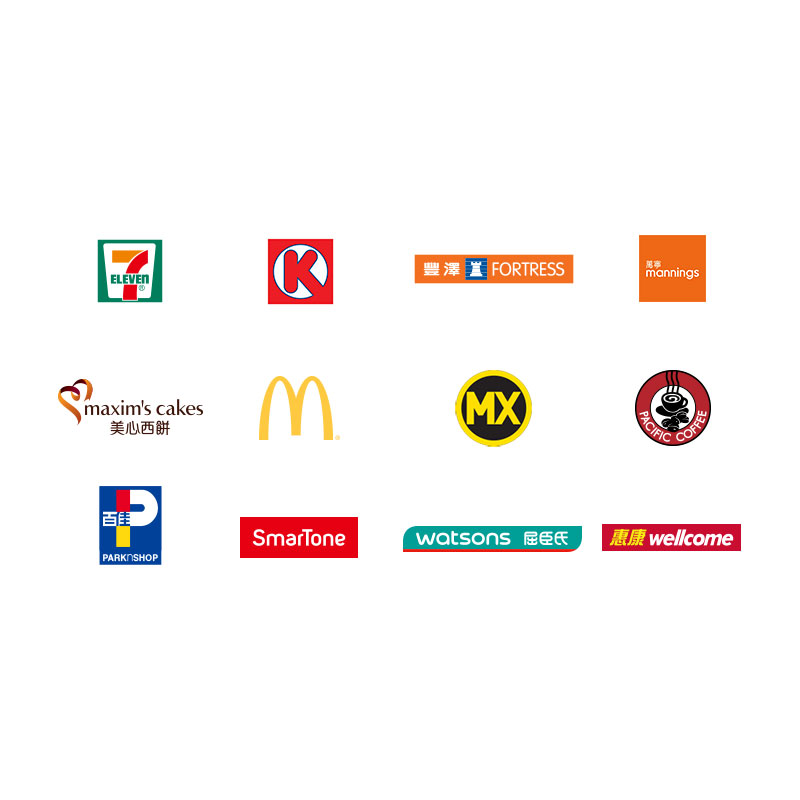 7
ELEVEN
®
K
豐澤 FORTRESS
萬寧
mannings
maxim's cakes
美心西餅
M
®
MX
PACIFIC COFFEE
百佳
P
PARKNSHOP
SmarTone
watsons 屈臣氏
惠康 wellcome